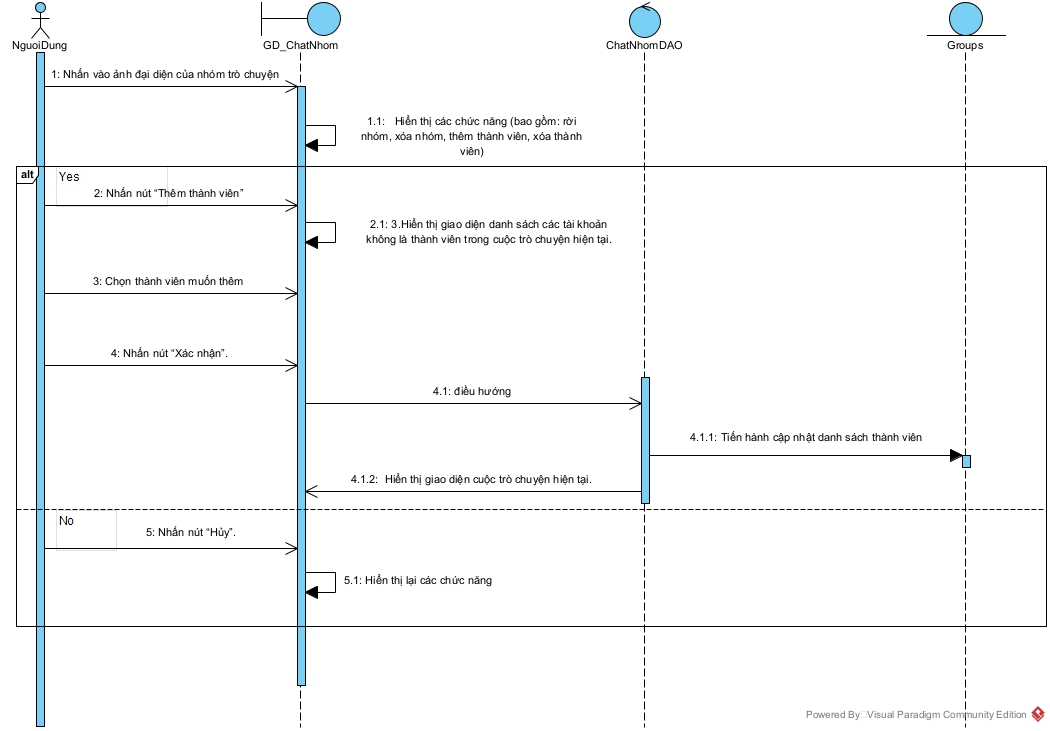 NguoiDung
GD_ChatNhom
ChatNhomDAO
Groups
1: Nhấn vào ảnh đại diện của nhóm trò chuyện
1.1: Hiển thị các chức năng (bao gồm: rời
nhóm, xóa nhóm, thêm thành viên, xóa thành
viên)
alt
Yes
2: Nhấn nút “Thêm thành viên”
2.1: 3.Hiển thị giao diện danh sách các tài khoản
không là thành viên trong cuộc trò chuyện hiện tại.
3: Chọn thành viên muốn thêm
4: Nhấn nút “Xác nhận”.
4.1: điều hướng
4.1.1: Tiến hành cập nhật danh sách thành viên
4.1.2: Hiển thị giao diện cuộc trò chuyện hiện tại.
No
5: Nhấn nút “Hủy”.
5.1: Hiển thị lại các chức năng
Powered By Visual Paradigm Community Edition